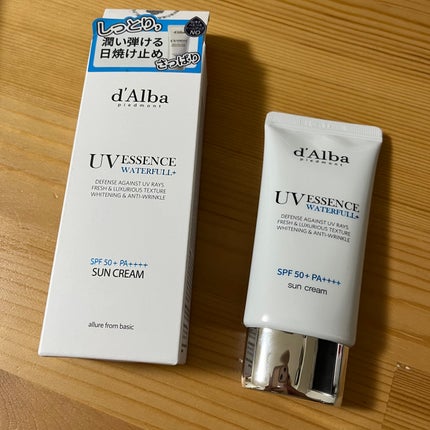 しっとり、
潤い弾ける
日焼け止め
さっぱり
NO
d'Alba
piedmont
UV ESSENCE
WATERFULL+
DEFENSE AGAINST UV RAYS
FRESH & LUXURIOUS TEXTURE
WHITENING & ANTI-WRINKLE
SPF 50+ PA++++
SUN CREAM
allure from basic
d'Alba
piedmont
UV ESSENCE
WATERFULL+
DEFENSE AGAINST UV RAYS
FRESH & LUXURIOUS TEXTURE
WHITENING & ANTI-WRINKLE
SPF 50+ PA++++
sun cream